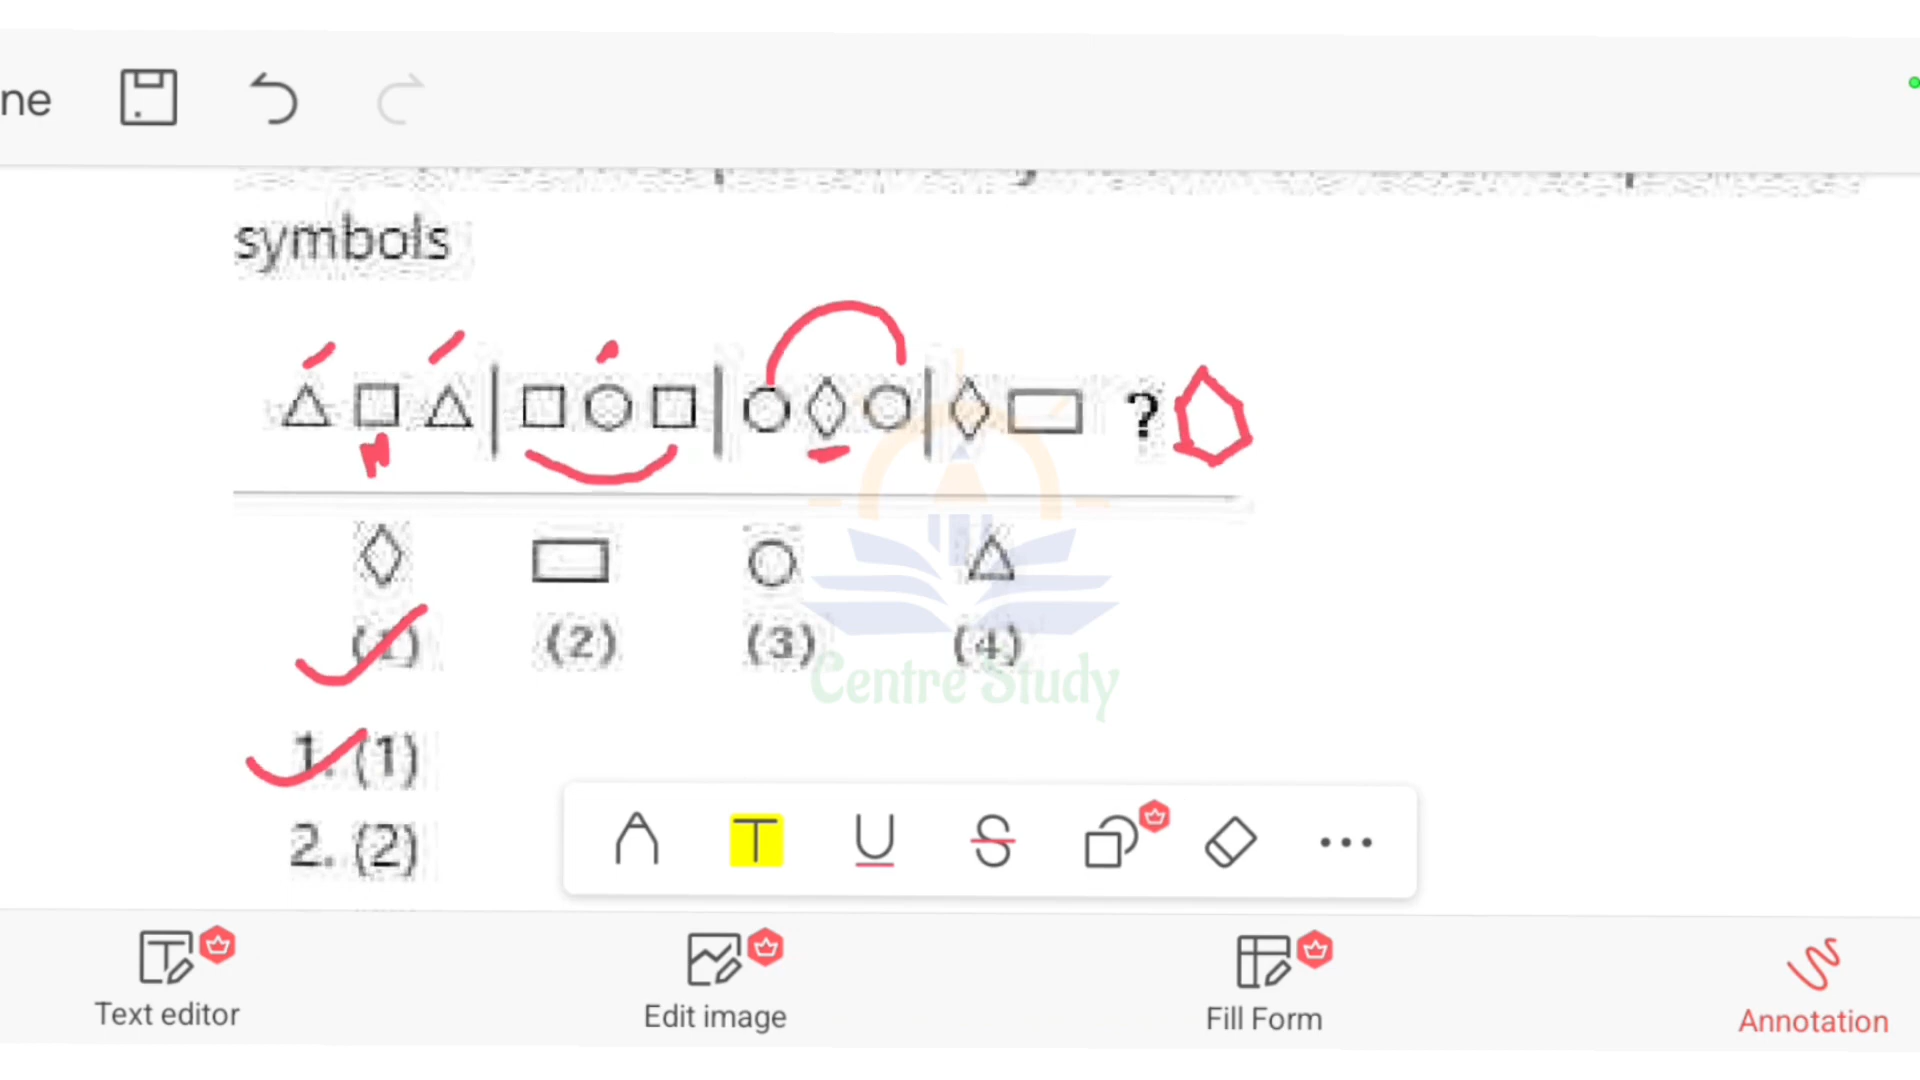 ne
symbols
?
(1) (2) (3) (4)
Centre Study
1. (1)
2. (2)
T U S
Text editor Edit image Fill Form Annotation